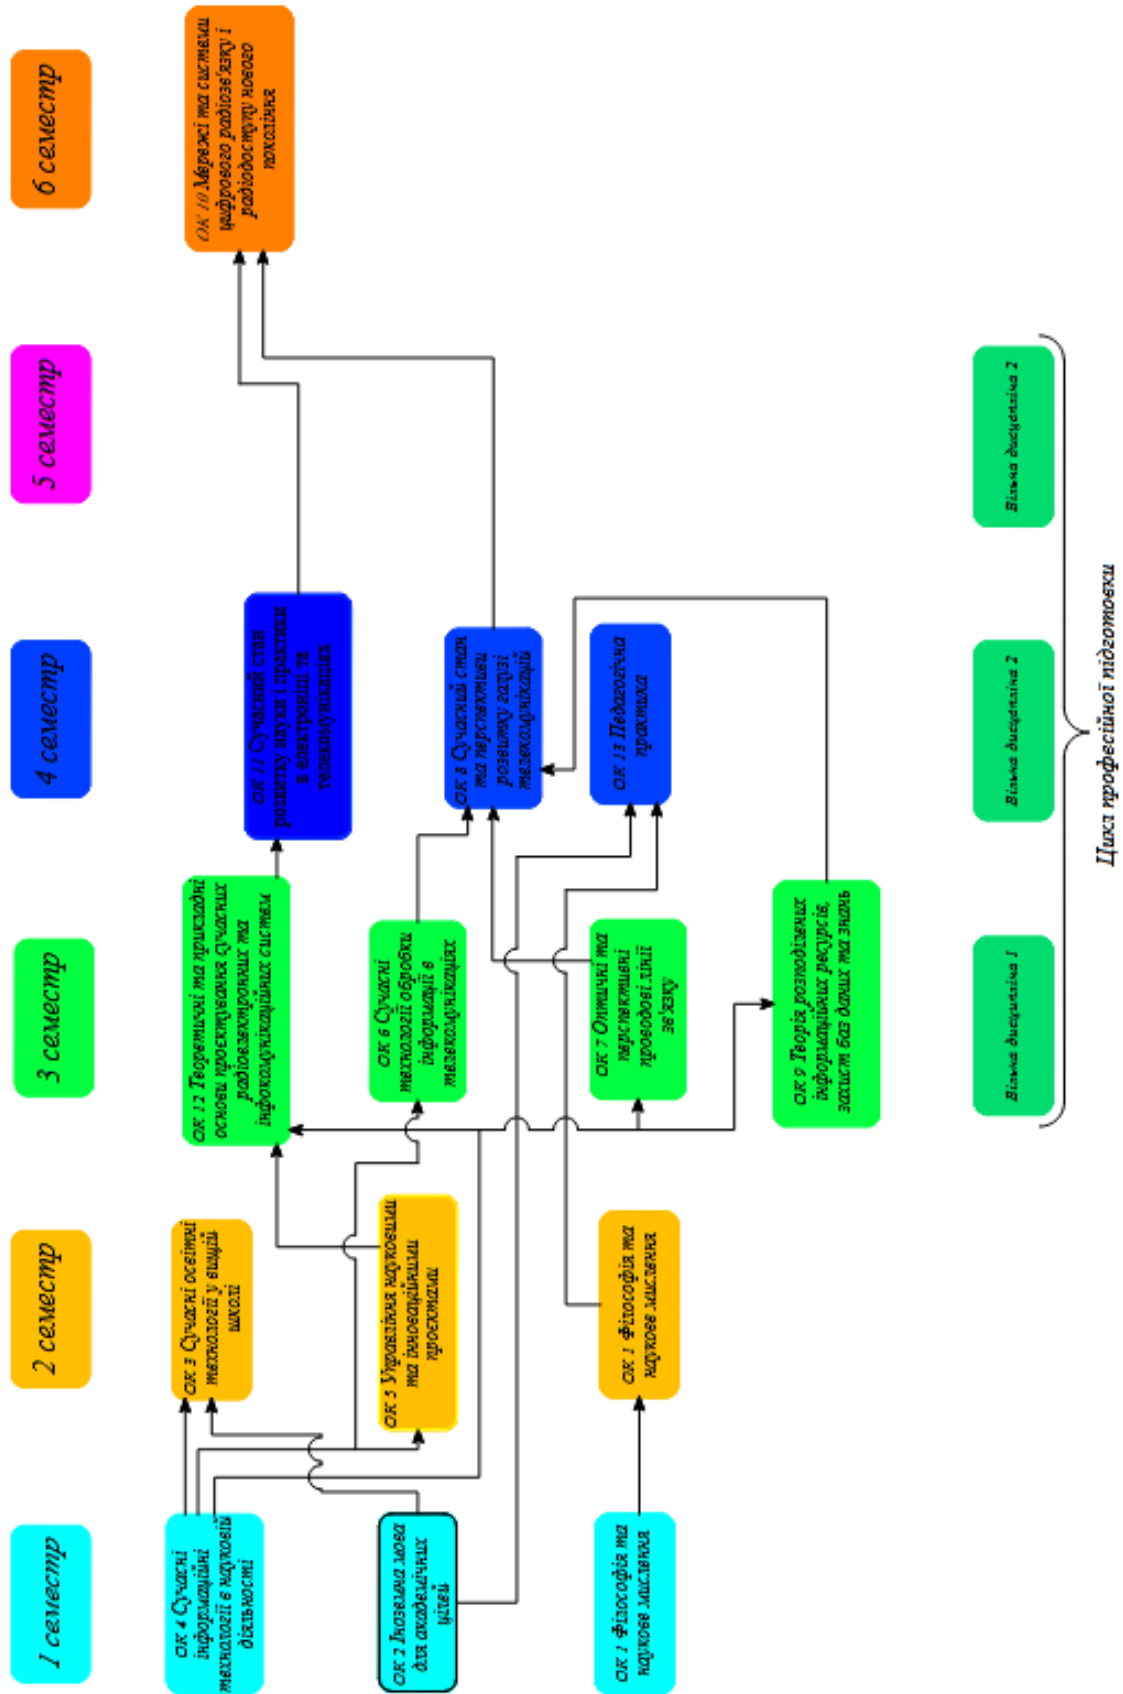 1 семестр
2 семестр
3 семестр
4 семестр
5 семестр
6 семестр
ОК 4 Сучасні
інформаційні
технології в науковій
діяльності
ОК 3 Сучасні освітні
технології у вищій
школі
ОК 12 Теоретичні та прикладні
основи проєктування сучасних
радіоелектронних та
інфокомунікаційних систем
ОК 11 Сучасний стан
розвитку науки і практики
в електроніці та
телекомунікаціях
ОК 10 Мережі та системи
цифрового радіозв'язку і
радіодоступу нового
покоління
ОК 2 Іноземна мова
для академічних
цілей
ОК 5 Управління науковими
та інноваційними
проєктами
ОК 6 Сучасні
технології обробки
інформації в
телекомунікаціях
ОК 8 Сучасний стан
та перспективи
розвитку галузі
телекомунікацій
ОК 1 Філософія та
наукове мислення
ОК 1 Філософія та
наукове мислення
ОК 7 Оптичні та
перспективні
проводові лінії
зв'язку
ОК 13 Педагогічна
практика
ОК 9 Теорія розподілених
інформаційних ресурсів,
захист баз даних та знань
Вільна дисципліна 1
Вільна дисципліна 2
Вільна дисципліна 2
Цикл професійної підготовки